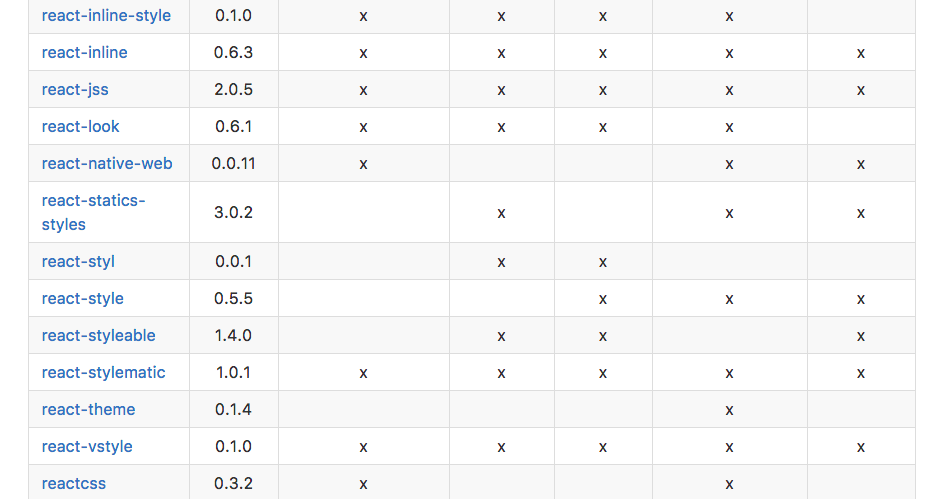 react-inline-style 0.1.0 x x x x
react-inline 0.6.3 x x x x x
react-jss 2.0.5 x x x x x
react-look 0.6.1 x x x x
react-native-web 0.0.11 x x x
react-statics-
styles 3.0.2 x x x
react-styl 0.0.1 x x
react-style 0.5.5 x x x
react-styleable 1.4.0 x x x
react-stylematic 1.0.1 x x x x x
react-theme 0.1.4 x
react-vstyle 0.1.0 x x x x x
reactcss 0.3.2 x x